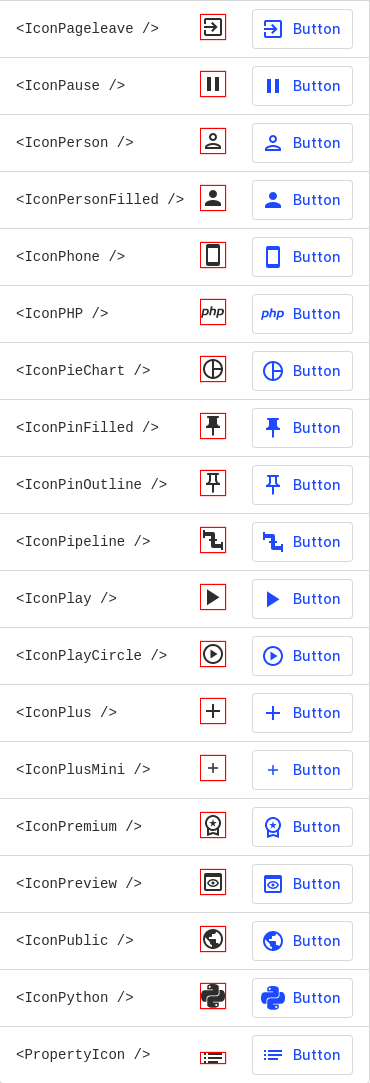 <IconPageleave /> Button
<IconPause /> Button
<IconPerson /> Button
<IconPersonFilled /> Button
<IconPhone /> Button
<IconPHP /> php php Button
<IconPieChart /> Button
<IconPinFilled /> Button
<IconPinOutline /> Button
<IconPipeline /> Button
<IconPlay /> Button
<IconPlayCircle /> Button
<IconPlus /> Button
<IconPlusMini /> Button
<IconPremium /> Button
<IconPreview /> Button
<IconPublic /> Button
<IconPython /> Button
<PropertyIcon /> Button